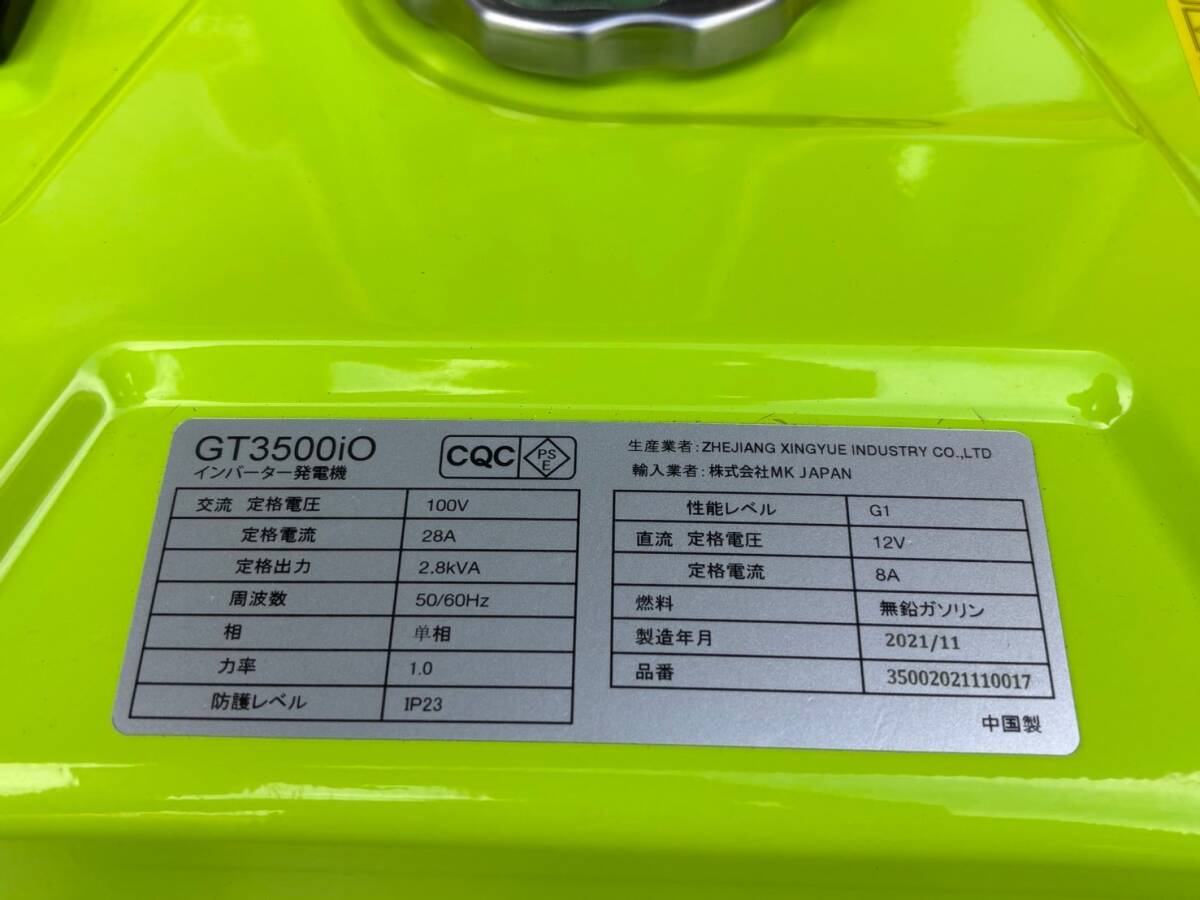 GT3500iO
インバーター発電機
CQC
PS
E
生産業者：ZHEJIANG XINGYUE INDUSTRY CO.,LTD
輸入業者：株式会社MK JAPAN
交流 定格電圧 100V
定格電流 28A
定格出力 2.8kVA
周波数 50/60Hz
相 单相
力率 1.0
防護レベル IP23
性能レベル G1
直流 定格電圧 12V
定格電流 8A
燃料 無鉛ガソリン
製造年月 2021/11
品番 35002021110017
中国製